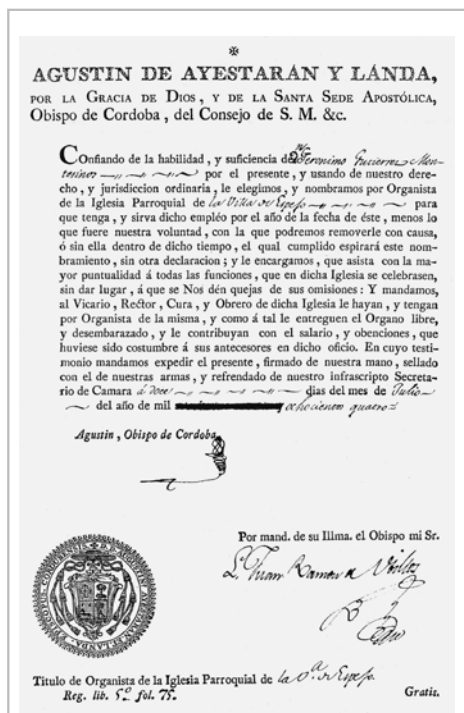 ✠
AGUSTIN DE AYESTARÁN Y LÁNDA,
POR LA GRACIA DE DIOS, Y DE LA SANTA SEDE APOSTÓLICA,
Obispo de Cordoba, del Consejo de S. M. &c.
Confiando de la habilidad, y suficiencia de Dn. Geronimo Gutierrez Mon-
tesinos por el presente, y usando de nuestro dere-
cho, y jurisdiccion ordinaria, le elegimos, y nombramos por Organista
de la Iglesia Parroquial de la Villa de Espejo para
que tenga, y sirva dicho empléo por el año de la fecha de éste, menos lo
que fuere nuestra voluntad, con la que podremos removerle con causa,
ó sin ella dentro de dicho tiempo, el qual cumplido espirará este nom-
bramiento, sin otra declaracion; y le encargamos, que asista con la ma-
yor puntualidad á todas las funciones, que en dicha Iglesia se celebrasen,
sin dar lugar, á que se Nos dén quejas de sus omisiones: Y mandamos,
al Vicario, Rector, Cura, y Obrero de dicha Iglesia le hayan, y tengan
por Organista de la misma, y como á tal le entreguen el Organo libre,
y desembarazado, y le contribuyan con el salario, y obenciones, que
huviese sido costumbre á sus antecesores en dicho oficio. En cuyo testi-
monio mandamos expedir el presente, firmado de nuestra mano, sellado
con el de nuestras armas, y refrendado de nuestro infrascripto Secreta-
rio de Camara á doce dias del mes de Julio
del año de mil ochocien quatro
Agustin, Obispo de Cordoba
Por mand. de su Illma. el Obispo mi Sr.
L. Juan Ramon de
Titulo de Organista de la Iglesia Parroquial de la Va. de Espejo.
Reg. lib. 5º fol. 75. Gratis.